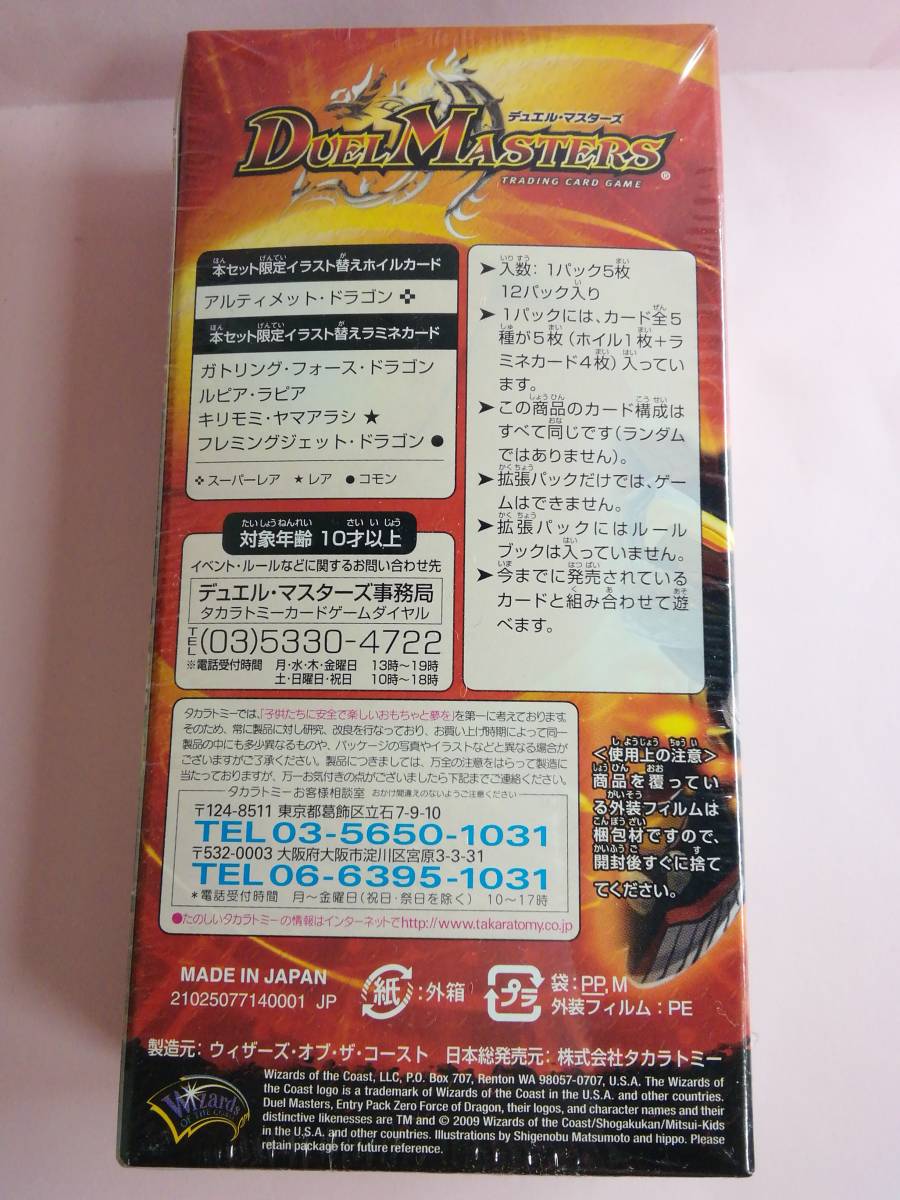 デュエル・マスターズ
DUEL MASTERS
TRADING CARD GAME ®
本セット限定イラスト替えホイルカード
アルティメット・ドラゴン ✣
本セット限定イラスト替えラミネカード
ガトリング・フォース・ドラゴン
ルピア・ラピア
キリモミ・ヤマアラシ ★
フレミングジェット・ドラゴン ●
✣ スーパーレア ★ レア ● コモン
対象年齢 10才以上
イベント・ルールなどに関するお問い合わせ先
デュエル・マスターズ事務局
タカラトミーカードゲームダイヤル
TEL (03)5330-4722
※電話受付時間 月・水・木・金曜日 13時～19時
土・日曜日・祝日 10時～18時
➤ 入数: 1パック5枚
12パック入り
➤ 1パックには、カード全5
種が5枚(ホイル1枚+ラ
ミネカード4枚)入ってい
ます。
➤ この商品のカード構成は
すべて同じです(ランダム
ではありません)。
➤ 拡張パックだけでは、ゲー
ムはできません。
➤ 拡張パックにはルール
ブックは入っていません。
➤ 今までに発売されている
カードと組み合わせて遊
べます。
タカラトミーでは、「子供たちに安全で楽しいおもちゃと夢を」を第一に考えております。
そのため、常に製品に対し研究、改良を行なっており、お買い上げ時期によって同一
製品の中にも多少異なるものや、パッケージの写真やイラストなどと異なる場合が
ございますがご了承ください。製品につきましては、万全の注意をはらって製造に
当たっておりますが、万一お気付きの点がございましたら下記までご連絡ください。
タカラトミーお客様相談室 おかけ間違えのないようご注意ください
〒124-8511 東京都葛飾区立石7-9-10
TEL 03-5650-1031
〒532-0003 大阪府大阪市淀川区宮原3-3-31
TEL 06-6395-1031
＊電話受付時間 月～金曜日(祝日・祭日を除く) 10～17時
●たのしいタカラトミーの情報はインターネットでhttp://www.takaratomy.co.jp
<使用上の注意>
商品を覆ってい
る外装フィルムは
梱包材ですので、
開封後すぐに捨て
てください。
MADE IN JAPAN
21025077140001 JP
紙 :外箱
プラ
袋: PP, M
外装フィルム: PE
製造元: ウィザーズ・オブ・ザ・コースト 日本総発売元: 株式会社タカラトミー
Wizards OF THE COAST
Wizards of the Coast, LLC, P.O. Box 707, Renton WA 98057-0707, U.S.A. The Wizards of
the Coast logo is a trademark of Wizards of the Coast in the U.S.A. and other countries.
Duel Masters, Entry Pack Zero Force of Dragon, their logos, and character names and their
distinctive likenesses are TM and © 2009 Wizards of the Coast/Shogakukan/Mitsui-Kids
in the U.S.A. and other countries. Illustrations by Shigenobu Matsumoto and hippo. Please
retain package for future reference.